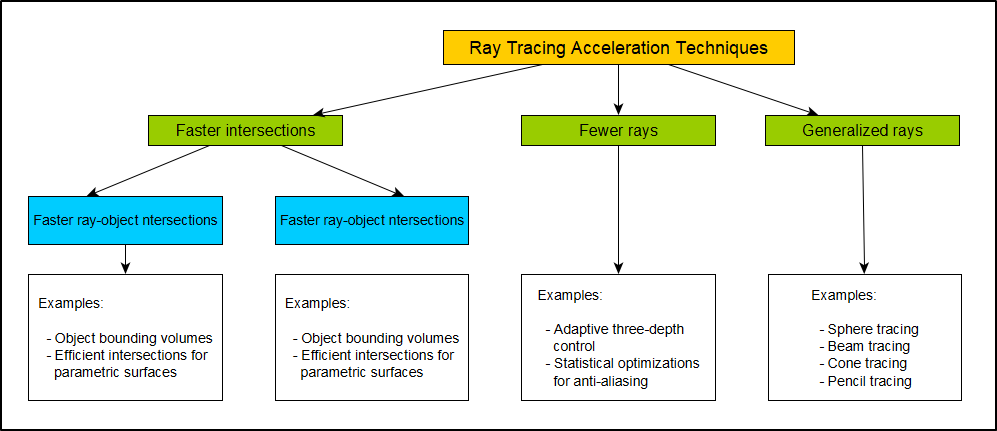 Ray Tracing Acceleration Techniques
Faster intersections
Fewer rays
Generalized rays
Faster ray-object ntersections
Faster ray-object ntersections
Examples:
- Object bounding volumes
- Efficient intersections for
parametric surfaces
Examples:
- Object bounding volumes
- Efficient intersections for
parametric surfaces
Examples:
- Adaptive three-depth
control
- Statistical optimizations
for anti-aliasing
Examples:
- Sphere tracing
- Beam tracing
- Cone tracing
- Pencil tracing